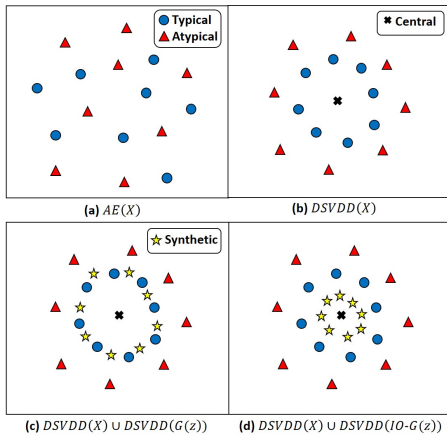 Typical
Atypical
Central
(a) AE(X)
(b) DSVDD(X)
Synthetic
(c) DSVDD(X) ∪ DSVDD(G(z))
(d) DSVDD(X) ∪ DSVDD(IO-G(z))